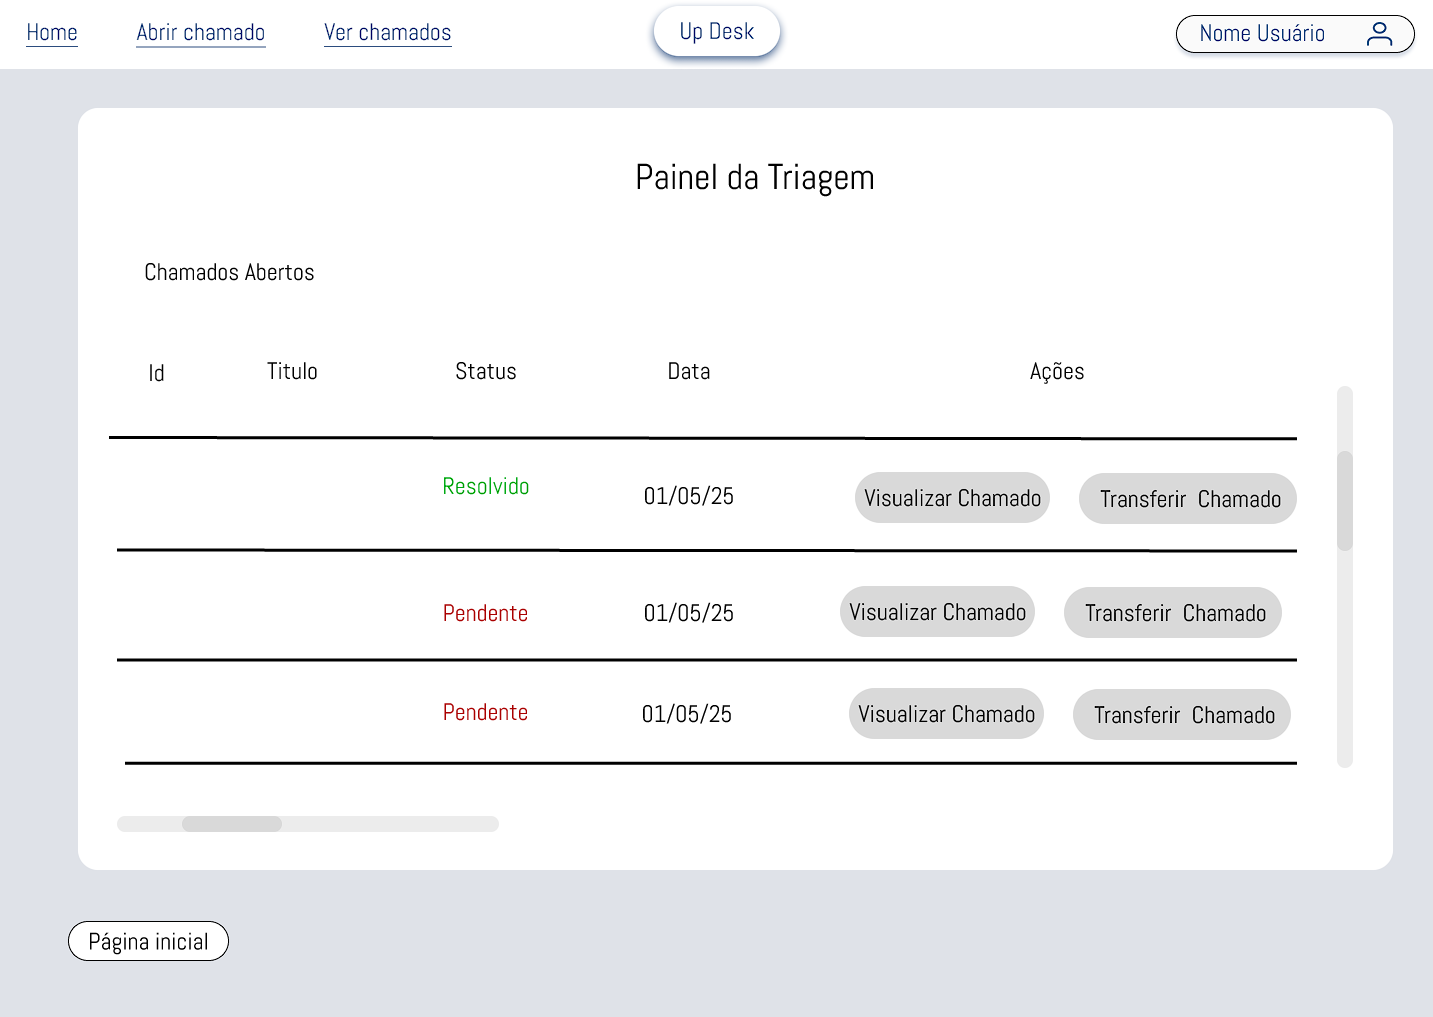 Home Abrir chamado Ver chamados Up Desk Nome Usuário
Painel da Triagem
Chamados Abertos
Id Titulo Status Data Ações
Resolvido 01/05/25 Visualizar Chamado Transferir Chamado
Pendente 01/05/25 Visualizar Chamado Transferir Chamado
Pendente 01/05/25 Visualizar Chamado Transferir Chamado
Página inicial